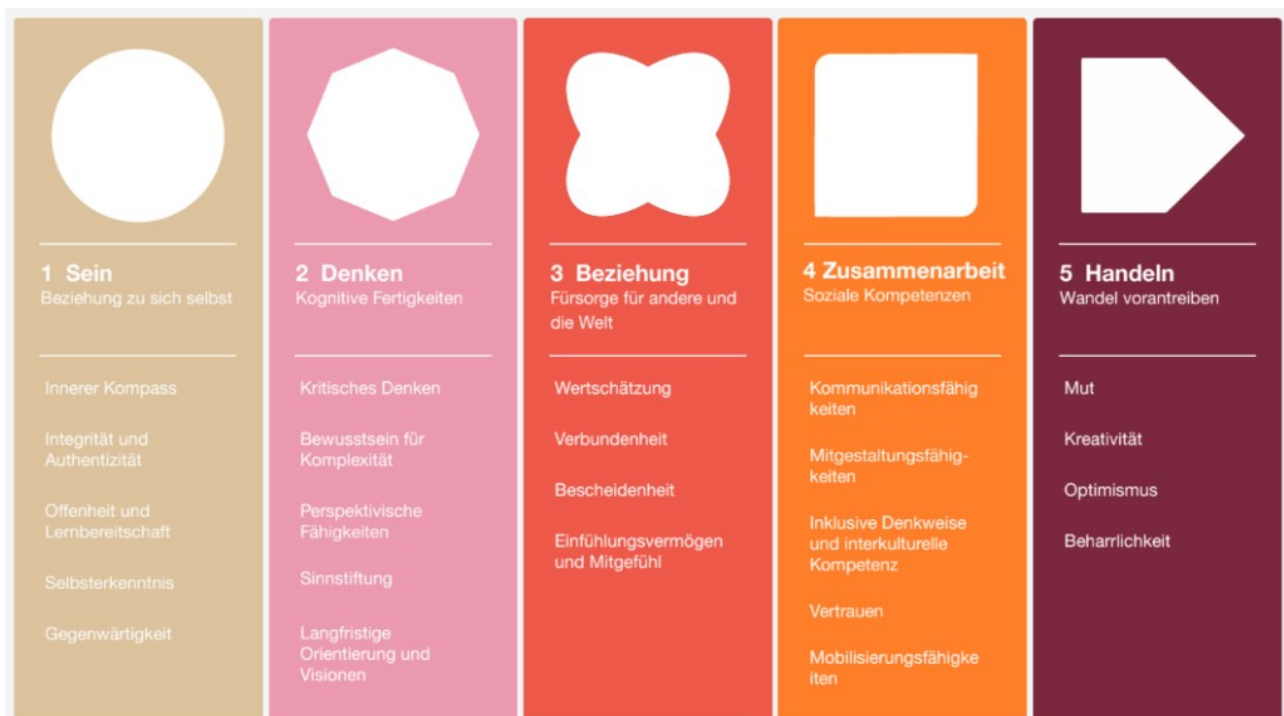 1 Sein
Beziehung zu sich selbst
Innerer Kompass
Integrität und
Authentizität
Offenheit und
Lernbereitschaft
Selbsterkenntnis
Gegenwärtigkeit
2 Denken
Kognitive Fertigkeiten
Kritisches Denken
Bewusstsein für
Komplexität
Perspektivische
Fähigkeiten
Sinnstiftung
Langfristige
Orientierung und
Visionen
3 Beziehung
Fürsorge für andere und
die Welt
Wertschätzung
Verbundenheit
Bescheidenheit
Einfühlungsvermögen
und Mitgefühl
4 Zusammenarbeit
Soziale Kompetenzen
Kommunikationsfähig
keiten
Mitgestaltungsfähig-
keiten
Inklusive Denkweise
und interkulturelle
Kompetenz
Vertrauen
Mobilisierungsfähigke
iten
5 Handeln
Wandel vorantreiben
Mut
Kreativität
Optimismus
Beharrlichkeit